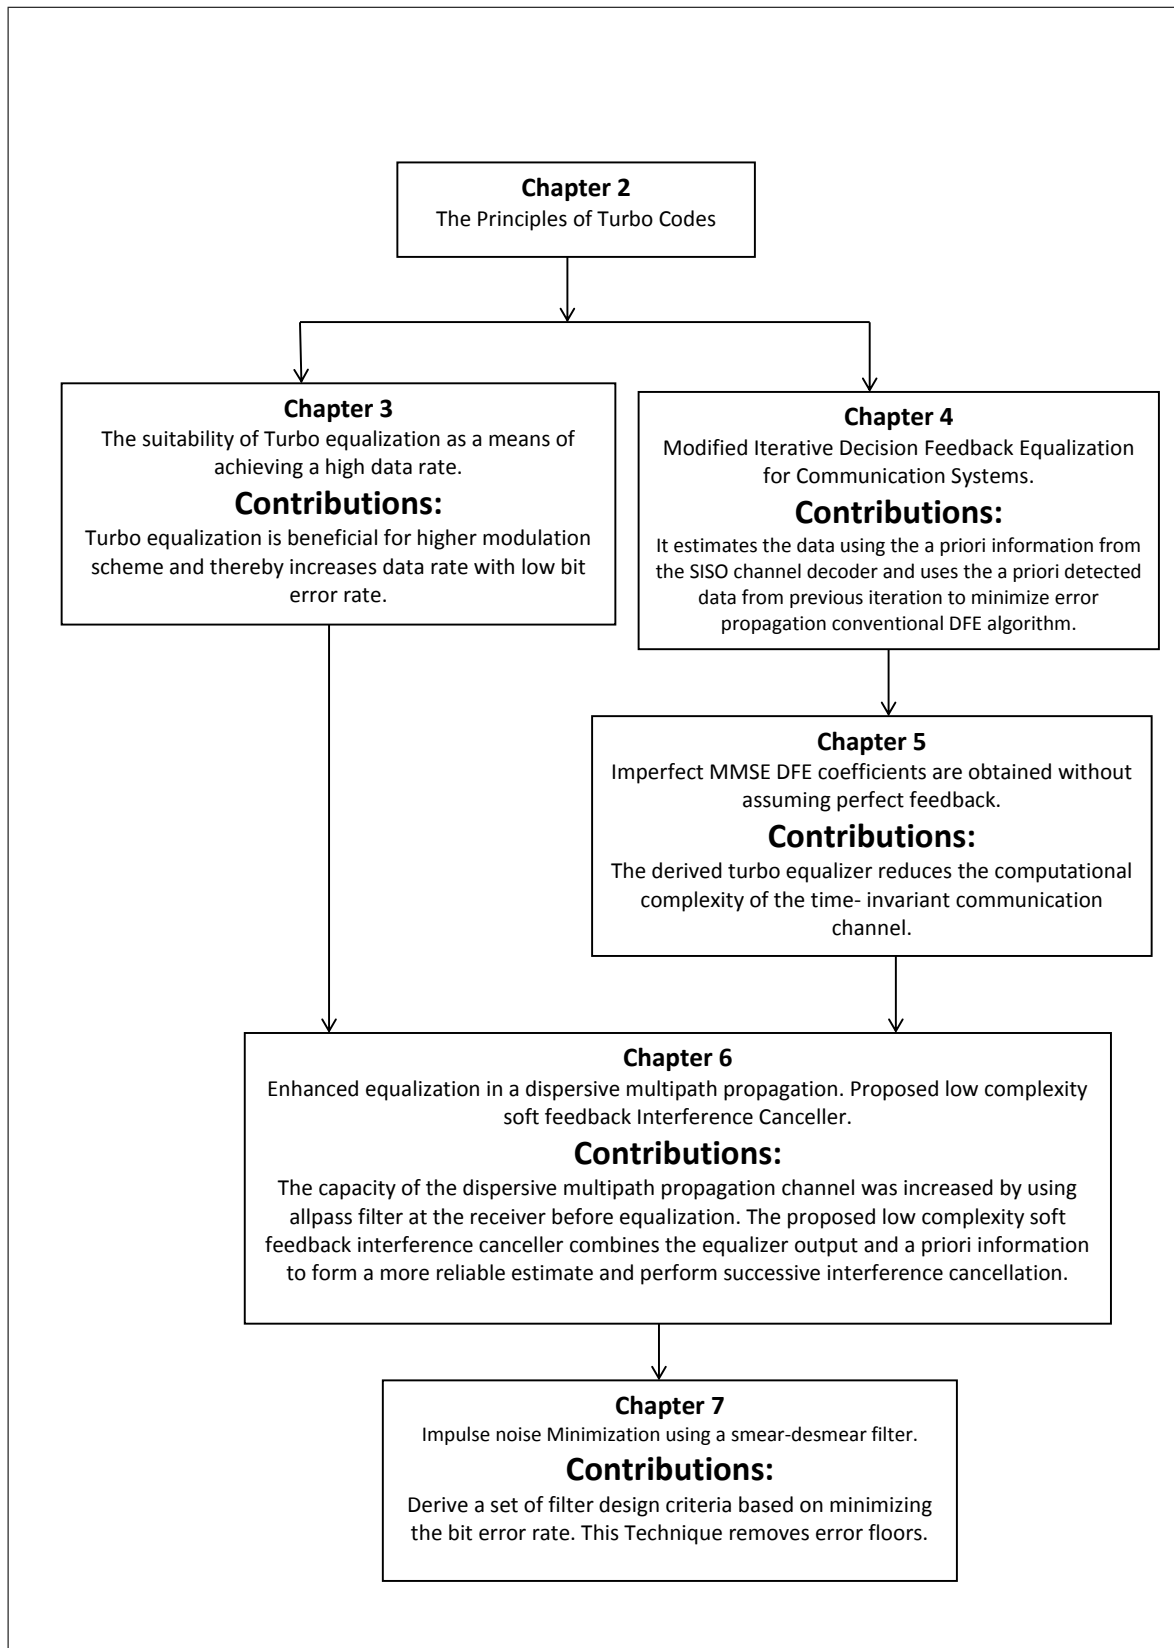 Chapter 2
The Principles of Turbo Codes
Chapter 3
The suitability of Turbo equalization as a means of
achieving a high data rate.
Contributions:
Turbo equalization is beneficial for higher modulation
scheme and thereby increases data rate with low bit
error rate.
Chapter 4
Modified Iterative Decision Feedback Equalization
for Communication Systems.
Contributions:
It estimates the data using the a priori information from
the SISO channel decoder and uses the a priori detected
data from previous iteration to minimize error
propagation conventional DFE algorithm.
Chapter 5
Imperfect MMSE DFE coefficients are obtained without
assuming perfect feedback.
Contributions:
The derived turbo equalizer reduces the computational
complexity of the time- invariant communication
channel.
Chapter 6
Enhanced equalization in a dispersive multipath propagation. Proposed low complexity
soft feedback Interference Canceller.
Contributions:
The capacity of the dispersive multipath propagation channel was increased by using
allpass filter at the receiver before equalization. The proposed low complexity soft
feedback interference canceller combines the equalizer output and a priori information
to form a more reliable estimate and perform successive interference cancellation.
Chapter 7
Impulse noise Minimization using a smear-desmear filter.
Contributions:
Derive a set of filter design criteria based on minimizing
the bit error rate. This Technique removes error floors.